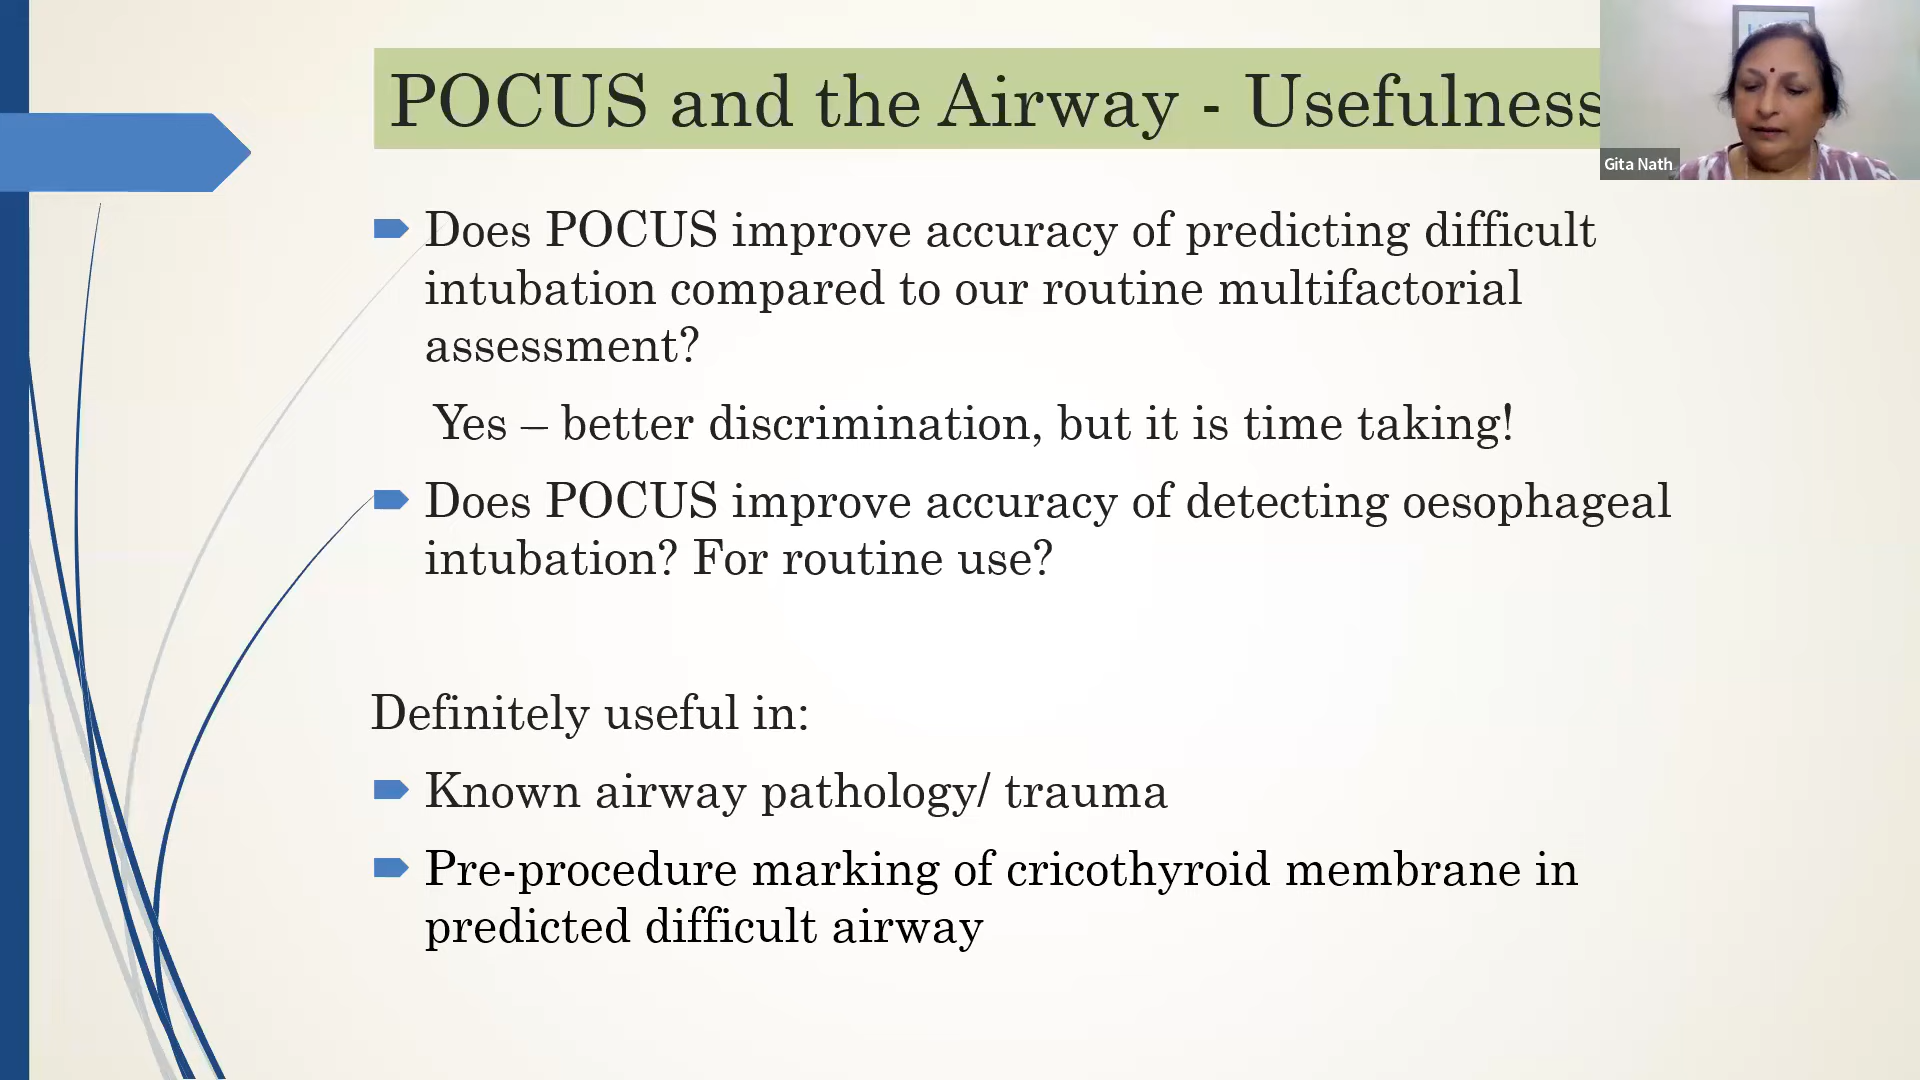 POCUS and the Airway - Usefulness
Gita Nath
Does POCUS improve accuracy of predicting difficult
intubation compared to our routine multifactorial
assessment?
Yes – better discrimination, but it is time taking!
Does POCUS improve accuracy of detecting oesophageal
intubation? For routine use?
Definitely useful in:
Known airway pathology/ trauma
Pre-procedure marking of cricothyroid membrane in
predicted difficult airway